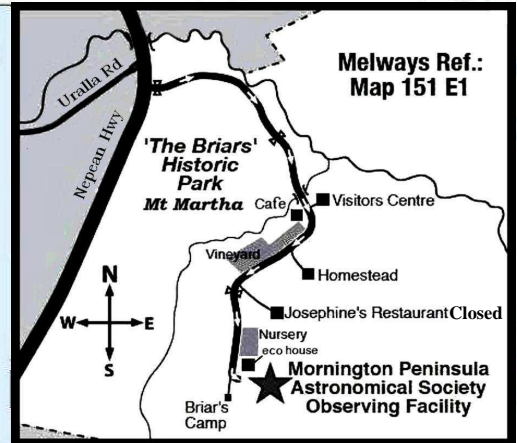 Melways Ref.:
Map 151 E1
Uralla Rd
Nepean Hwy
'The Briars'
Historic
Park
Mt Martha
Cafe
Visitors Centre
Vineyard
Homestead
N
W
E
S
Josephine's Restaurant Closed
Nursery
eco house
Mornington Peninsula
Astronomical Society
Observing Facility
Briar's
Camp